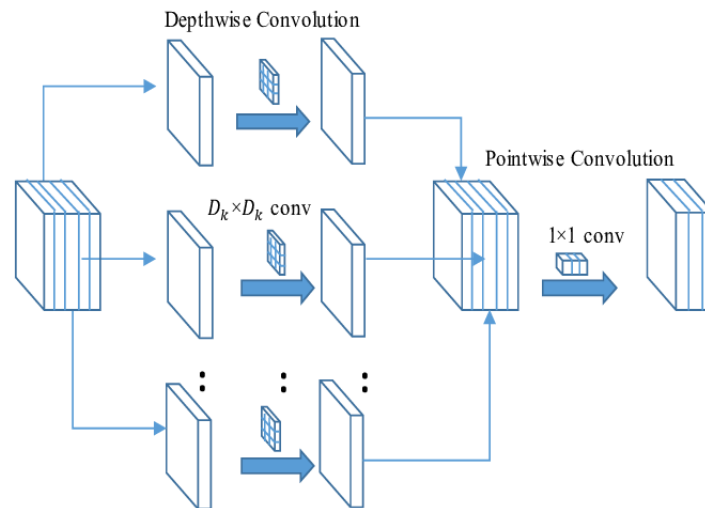 Depthwise Convolution
Pointwise Convolution
D_k×D_k conv
1×1 conv